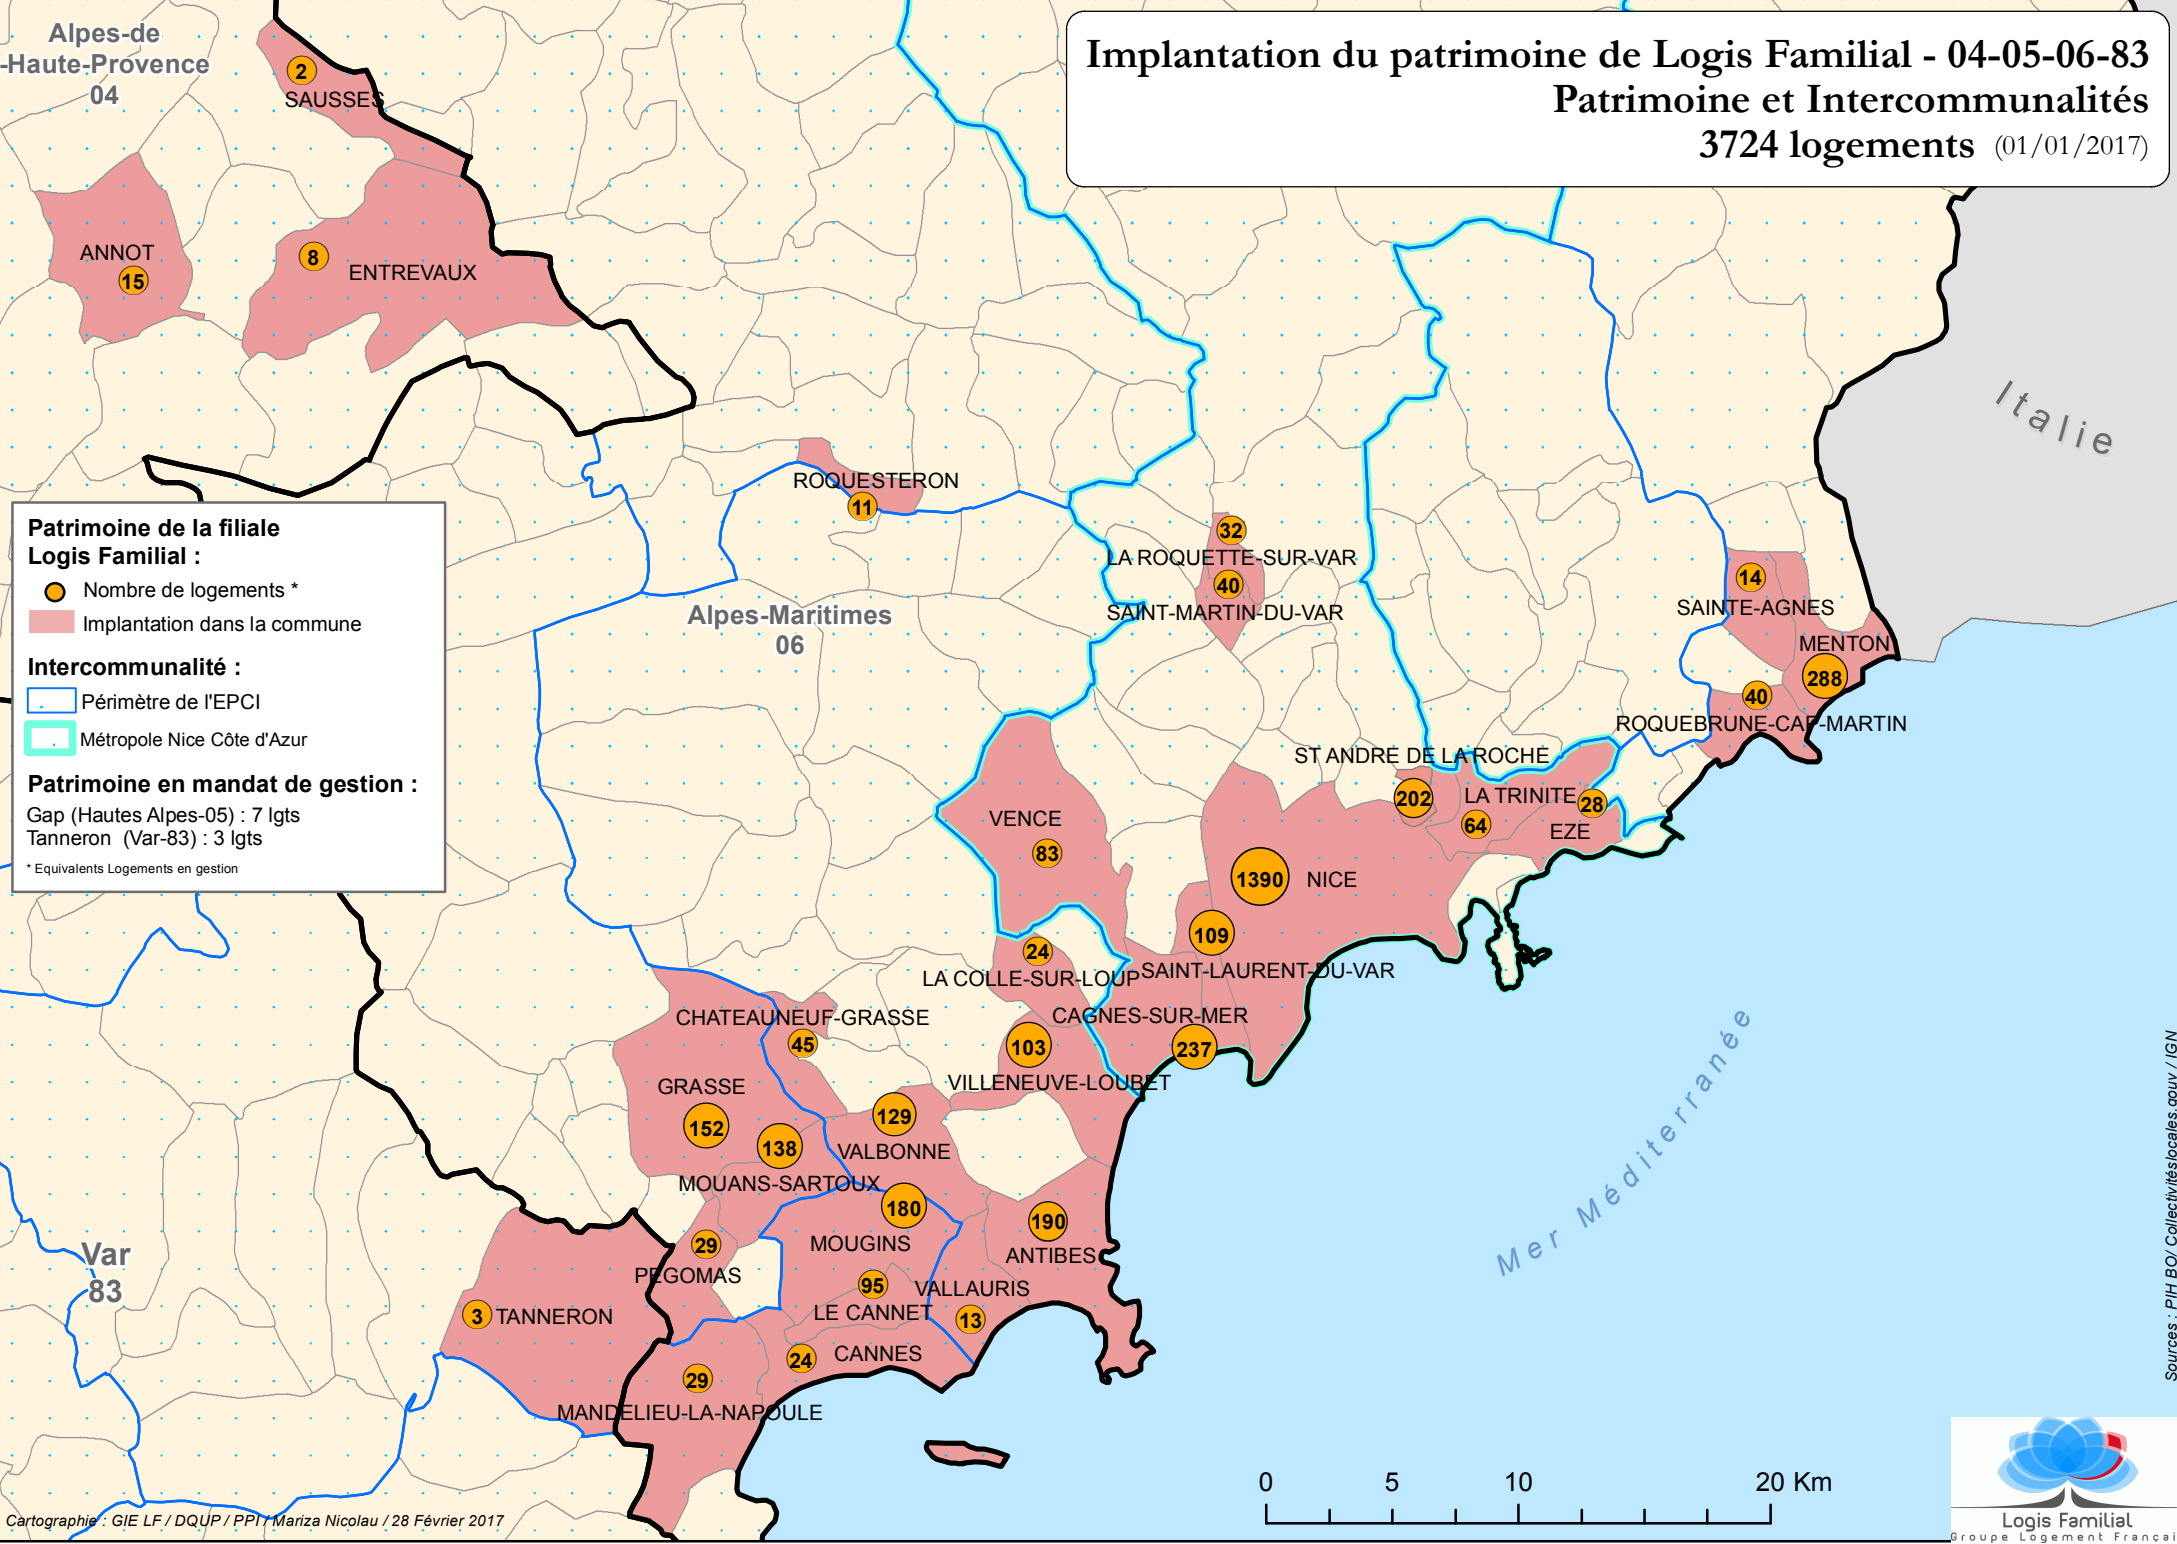 Implantation du patrimoine de Logis Familial - 04-05-06-83
Patrimoine et Intercommunalités
3724 logements (01/01/2017)
Alpes-de
-Haute-Provence
04
2
SAUSSES
ANNOT
15
8
ENTREVAUX
Italie
ROQUESTERON
11
Patrimoine de la filiale
Logis Familial :
Nombre de logements *
Implantation dans la commune
Intercommunalité :
Périmètre de l'EPCI
Métropole Nice Côte d'Azur
Patrimoine en mandat de gestion :
Gap (Hautes Alpes-05) : 7 lgts
Tanneron (Var-83) : 3 lgts
* Equivalents Logements en gestion
Alpes-Maritimes
06
32
LA ROQUETTE-SUR-VAR
40
SAINT-MARTIN-DU-VAR
14
SAINTE-AGNES
MENTON
288
40
ROQUEBRUNE-CAP-MARTIN
ST ANDRE DE LA ROCHE
202
LA TRINITE
64
28
EZE
VENCE
83
1390
NICE
109
SAINT-LAURENT-DU-VAR
24
LA COLLE-SUR-LOUP
CAGNES-SUR-MER
237
103
VILLENEUVE-LOUBET
CHATEAUNEUF-GRASSE
45
GRASSE
152
138
MOUANS-SARTOUX
129
VALBONNE
180
MOUGINS
190
ANTIBES
29
PEGOMAS
95
LE CANNET
VALLAURIS
13
24
CANNES
3
TANNERON
29
MANDELIEU-LA-NAPOULE
Var
83
Mer Méditerranée
0 5 10 20 Km
Sources : PIH BO/ Collectivitéslocales.gouv / IGN
Cartographie : GIE LF / DQUP / PPI / Mariza Nicolau / 28 Février 2017
Logis Familial
Groupe Logement Françai